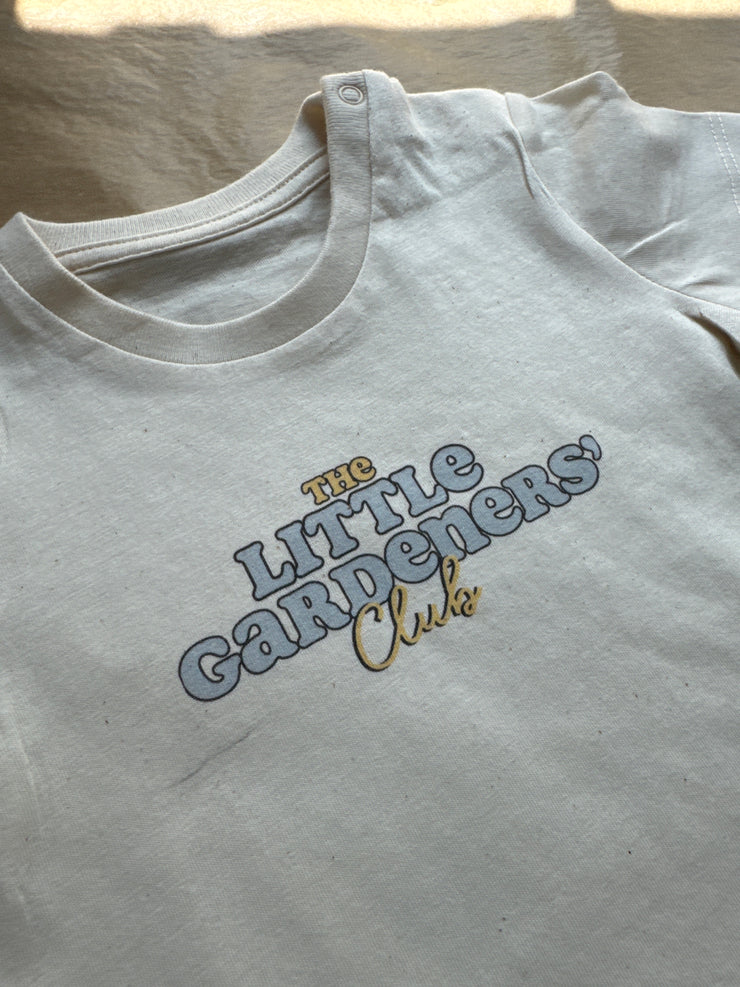 THe
LITTLe
GaRDeneRS'
Club